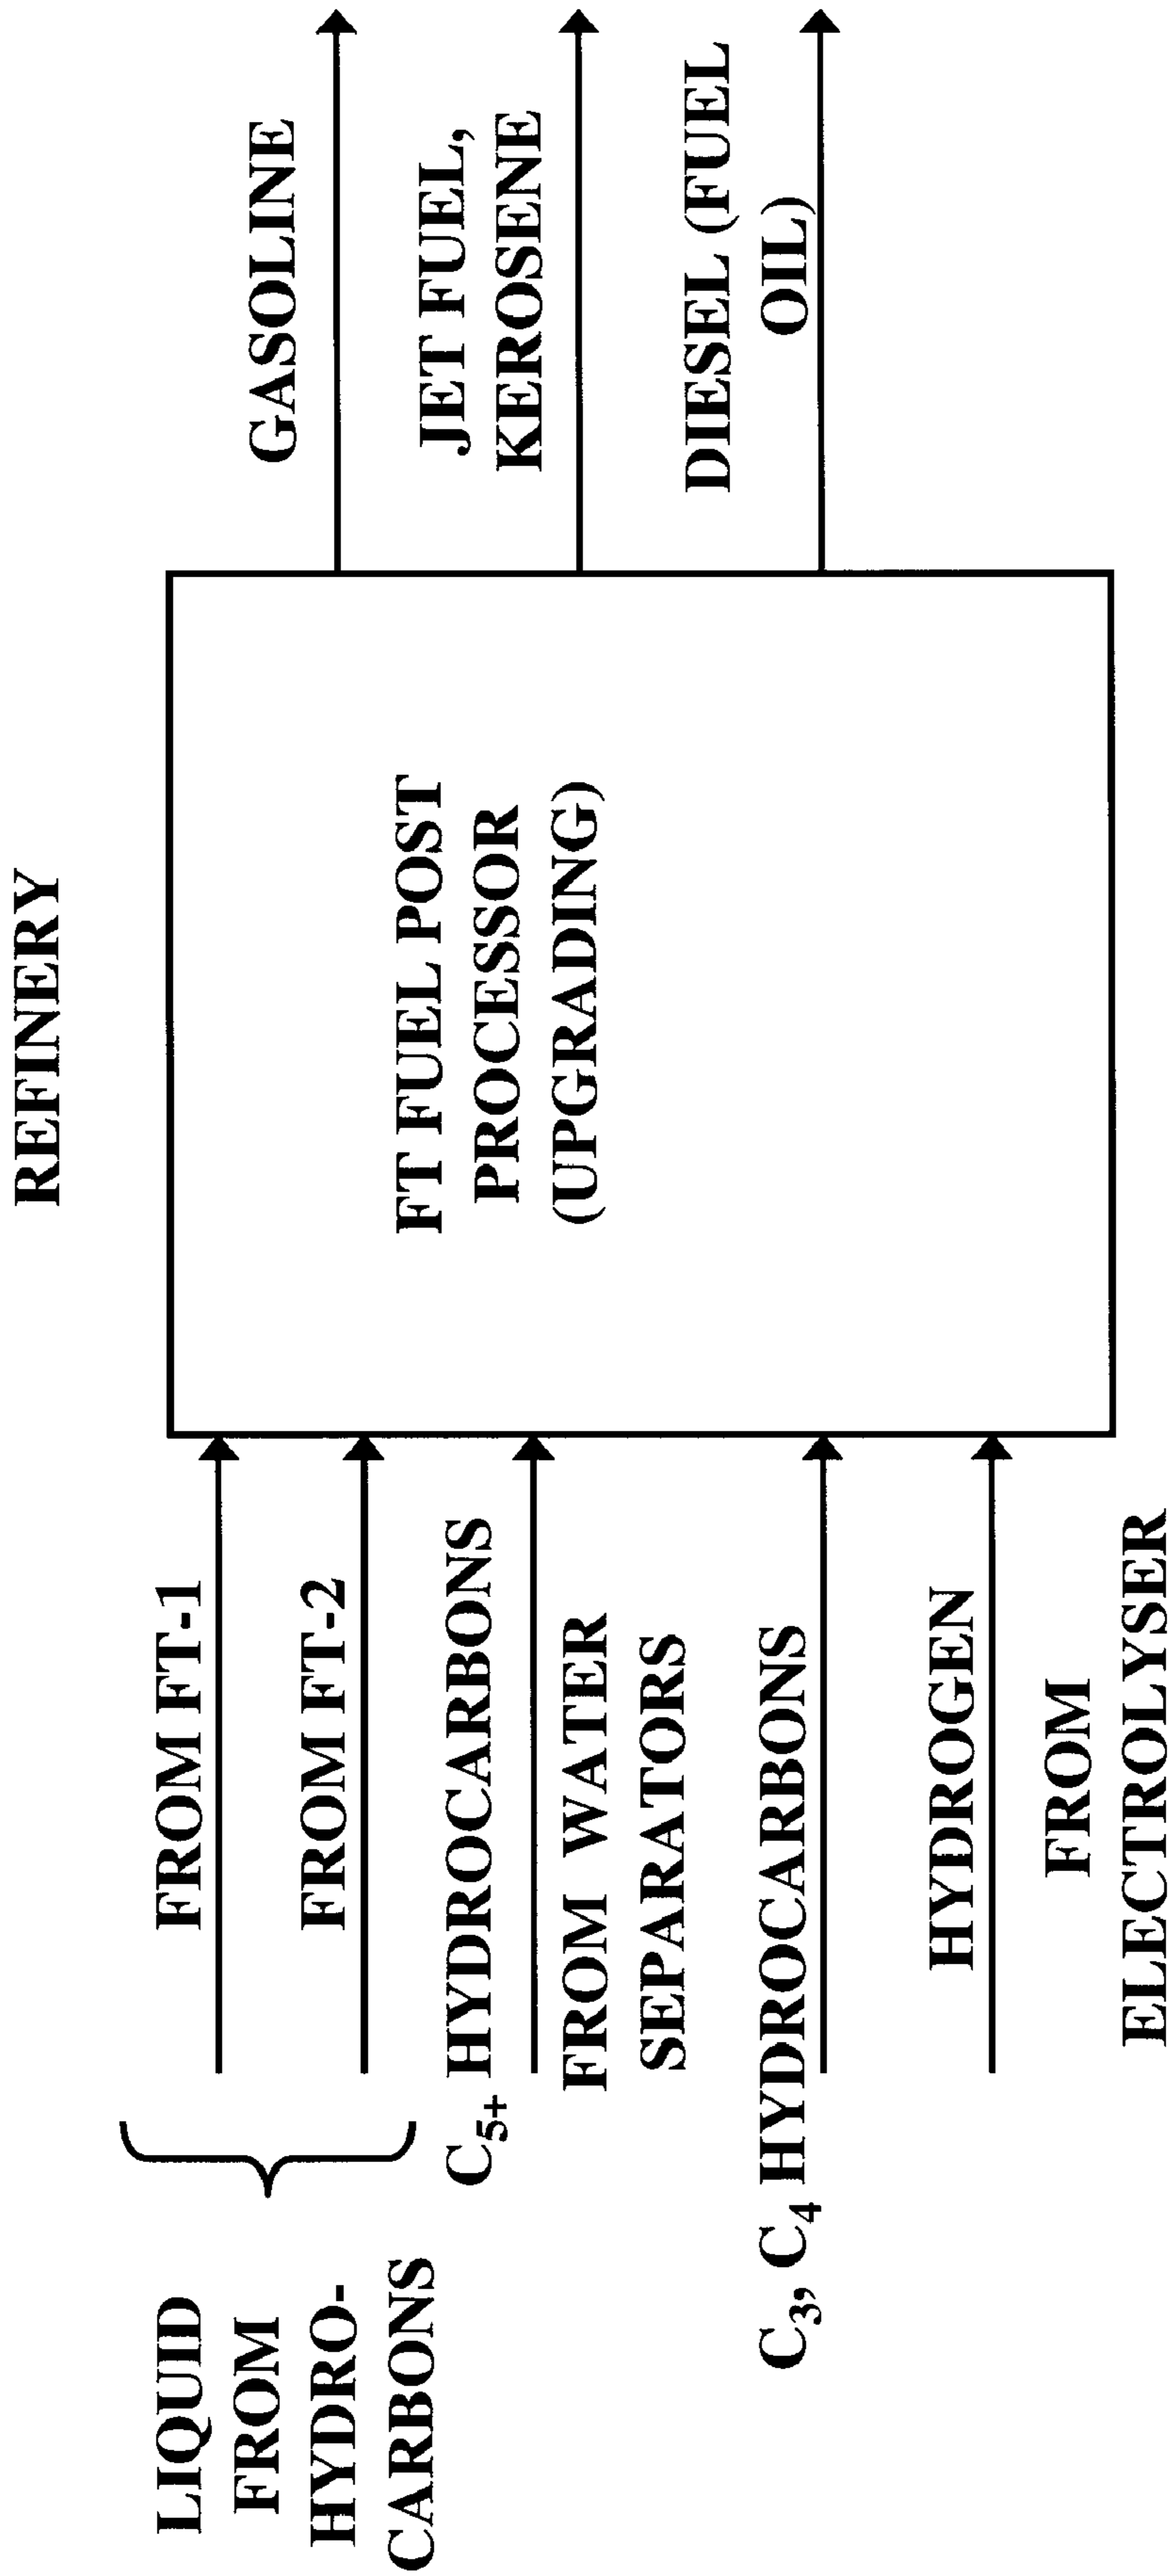 REFINERY
LIQUID
FROM
HYDRO-
CARBONS
FROM FT-1
FROM FT-2
C5+ HYDROCARBONS
FROM WATER
SEPARATORS
C3, C4 HYDROCARBONS
HYDROGEN
FROM
ELECTROLYSER
FT FUEL POST
PROCESSOR
(UPGRADING)
GASOLINE
JET FUEL,
KEROSENE
DIESEL (FUEL
OIL)